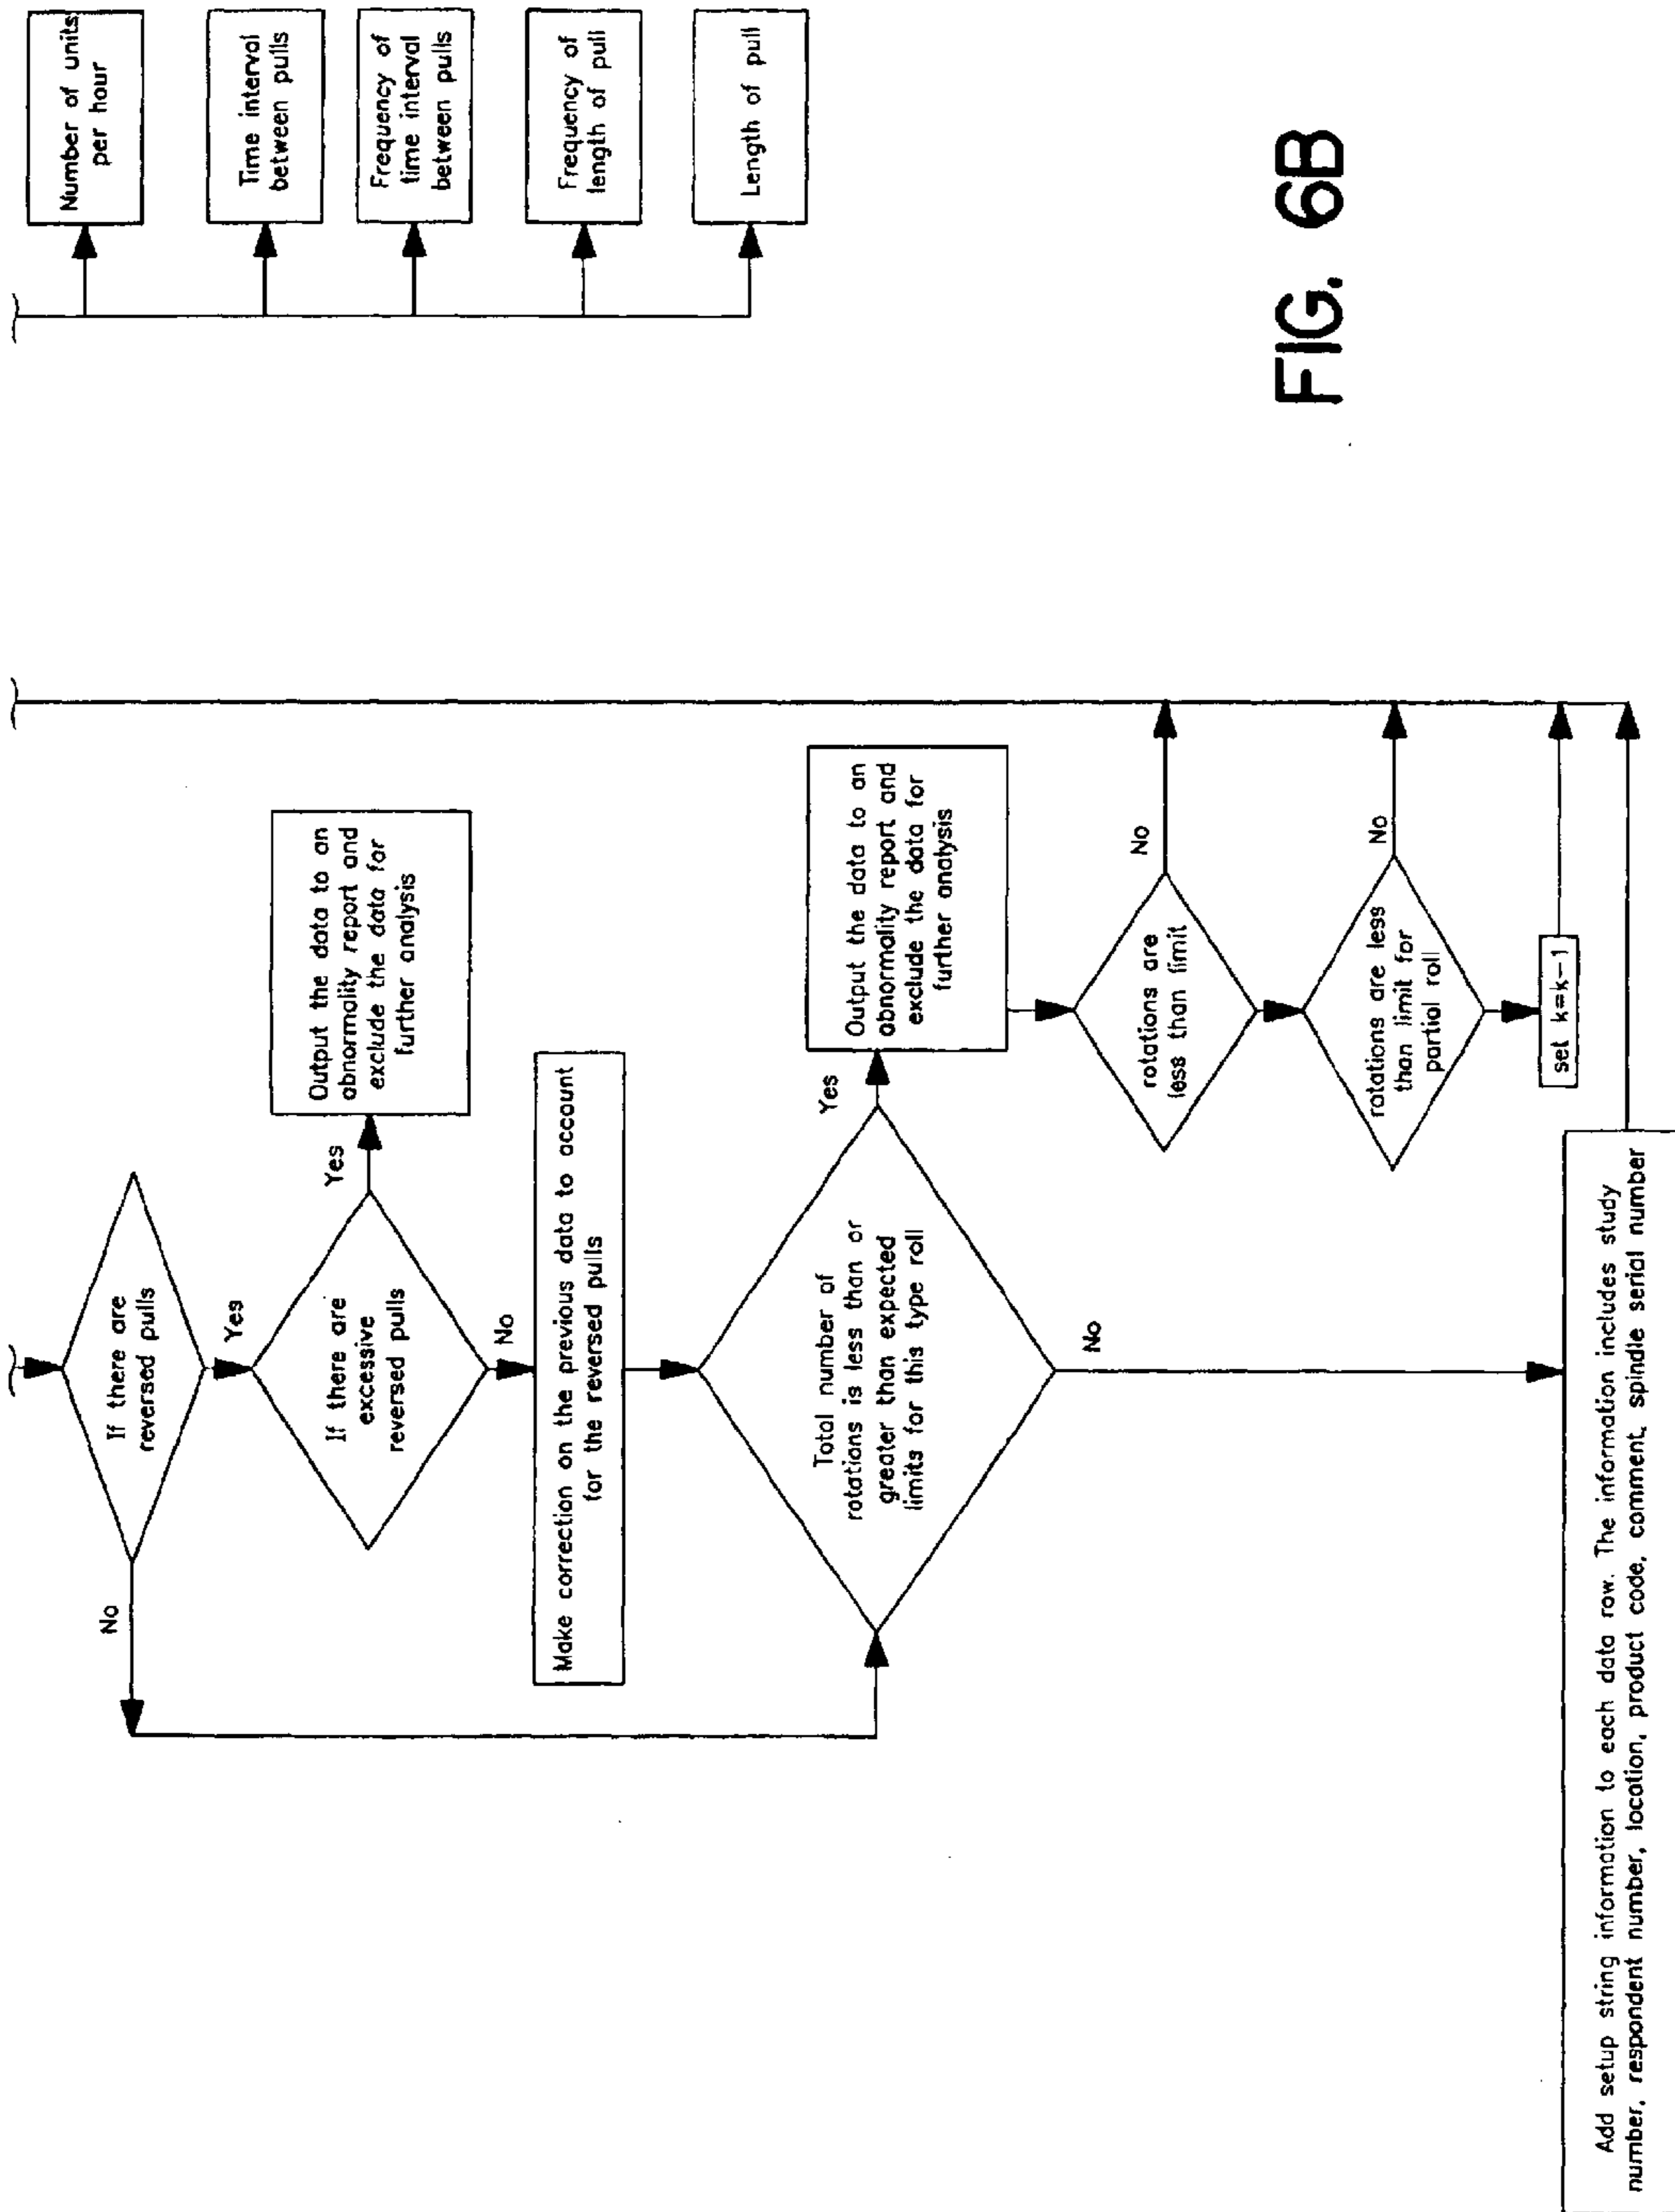 If there are
reversed pulls
No
Yes
If there are
excessive
reversed pulls
Yes
Output the data to an
abnormality report and
exclude the data for
further analysis
No
Make correction on the previous data to account
for the reversed pulls
Total number of
rotations is less than or
greater than expected
limits for this type roll
Yes
Output the data to an
abnormality report and
exclude the data for
further analysis
rotations are
less than limit
No
rotations are less
than limit for
partial roll
No
set k=k-1
No
Add setup string information to each data row. The information includes study
number, respondent number, location, product code, comment, spindle serial number
Number of units
per hour
Time interval
between pulls
Frequency of
time interval
between pulls
Frequency of
length of pull
Length of pull
FIG. 6B